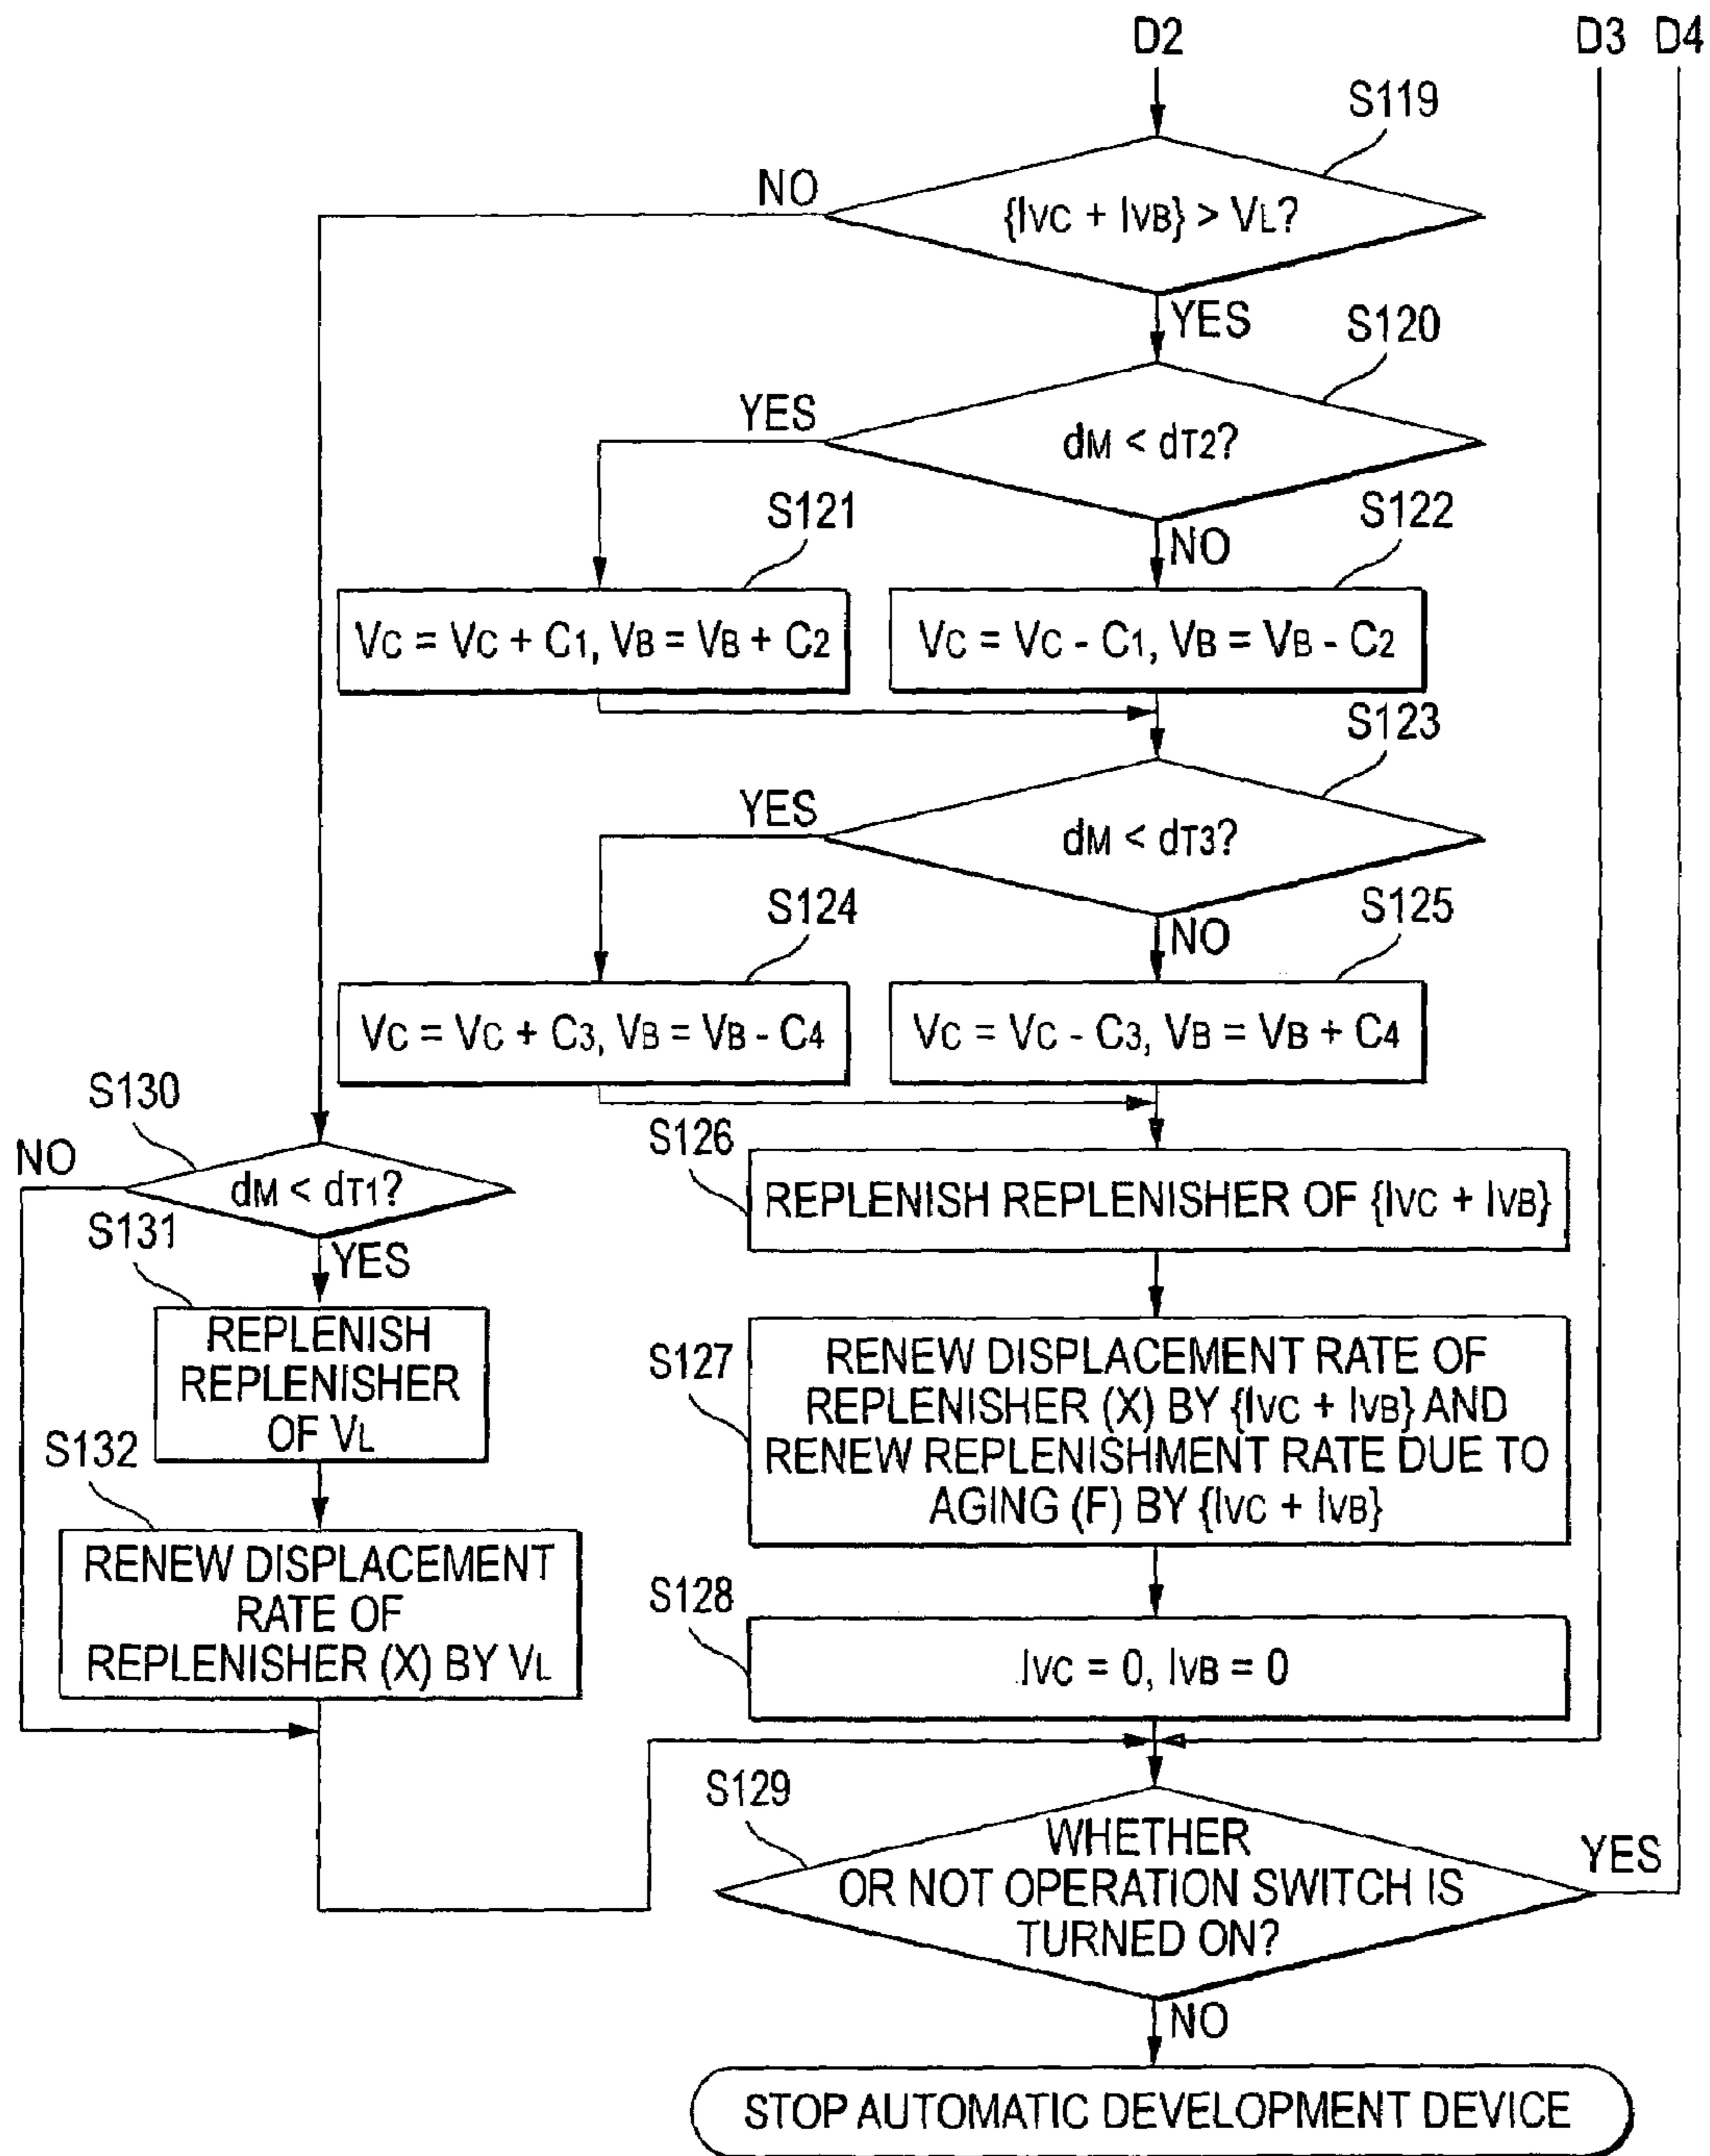 D2
D3 D4
S119
NO
{IVC + IVB} > VL?
YES
S120
YES
dM < dT2?
S121
S122
NO
VC = VC + C1, VB = VB + C2
VC = VC - C1, VB = VB - C2
S123
YES
dM < dT3?
S124
S125
NO
VC = VC + C3, VB = VB - C4
VC = VC - C3, VB = VB + C4
S130
S126
NO
dM < dT1?
REPLENISH REPLENISHER OF {IVC + IVB}
S131
YES
REPLENISH
REPLENISHER
OF VL
S127
RENEW DISPLACEMENT RATE OF
REPLENISHER (X) BY {IVC + IVB} AND
RENEW REPLENISHMENT RATE DUE TO
AGING (F) BY {IVC + IVB}
S132
RENEW DISPLACEMENT
RATE OF
REPLENISHER (X) BY VL
S128
IVC = 0, IVB = 0
S129
WHETHER
OR NOT OPERATION SWITCH IS
TURNED ON?
YES
NO
STOP AUTOMATIC DEVELOPMENT DEVICE